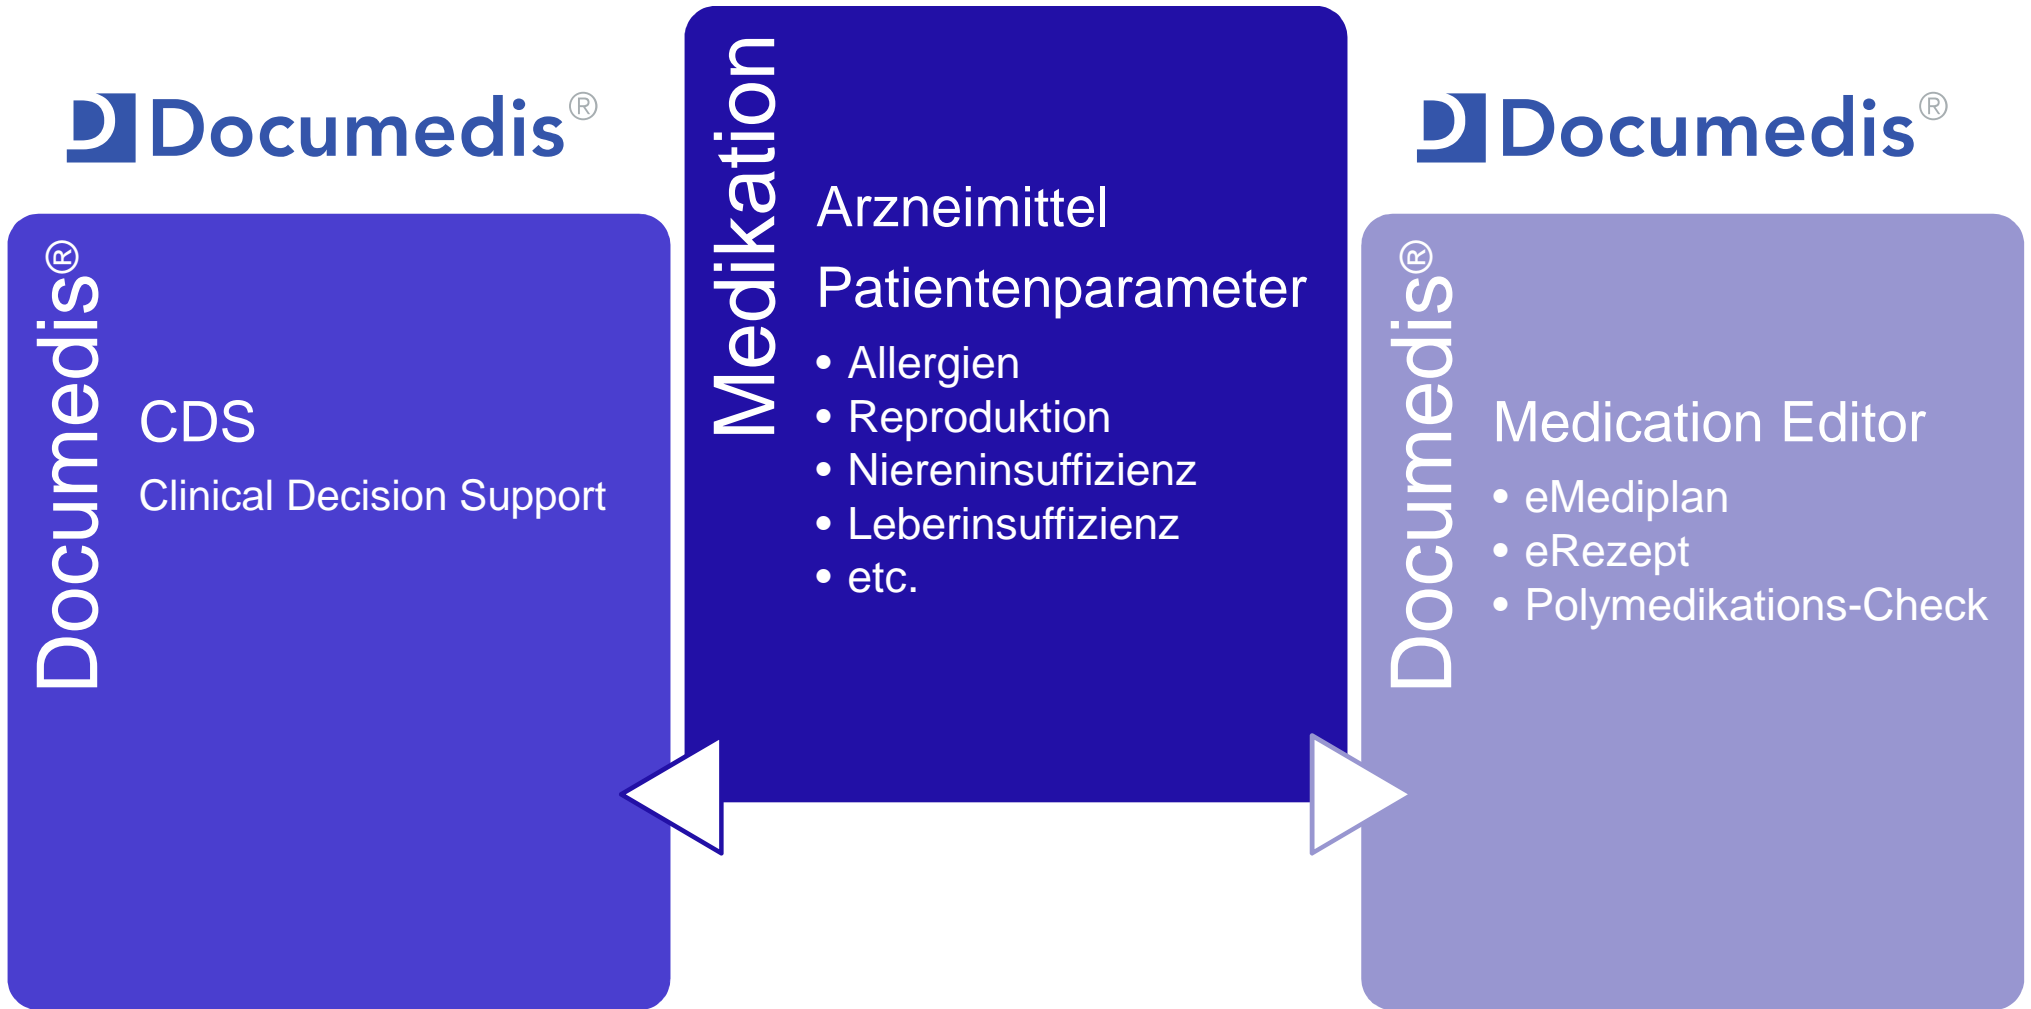 Documedis®
Documedis®
CDS
Clinical Decision Support
Medikation
Arzneimittel
Patientenparameter
• Allergien
• Reproduktion
• Niereninsuffizienz
• Leberinsuffizienz
• etc.
Documedis®
Documedis®
Medication Editor
• eMediplan
• eRezept
• Polymedikations-Check